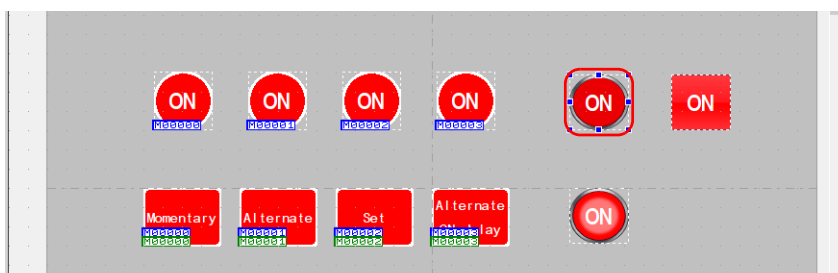 ON ON ON ON ON ON
M00000 M00001 M00002 M00003
Momentary Alternate Set Alternate
ON
M00000 M00001 M00002 M00003
M00000 M00001 M00002 M00003